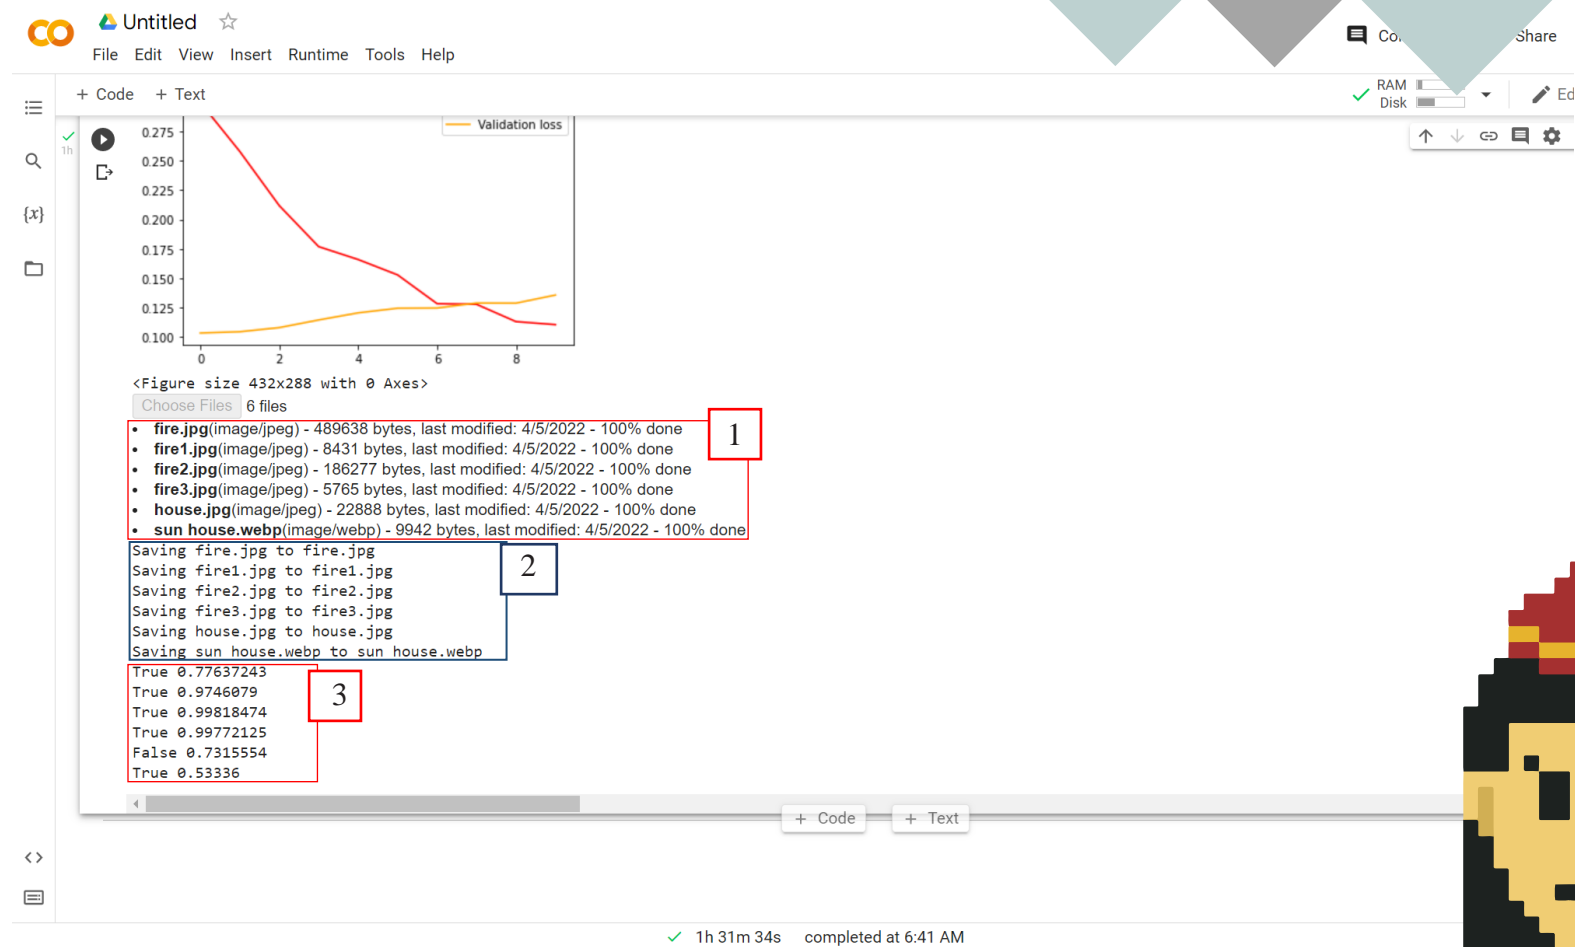 Untitled
File Edit View Insert Runtime Tools Help
Share
+ Code + Text
RAM
Disk
1h
Validation loss
0.275
0.250
0.225
0.200
0.175
0.150
0.125
0.100
0 2 4 6 8
<Figure size 432x288 with 0 Axes>
Choose Files 6 files
• fire.jpg(image/jpeg) - 489638 bytes, last modified: 4/5/2022 - 100% done
1
• fire1.jpg(image/jpeg) - 8431 bytes, last modified: 4/5/2022 - 100% done
• fire2.jpg(image/jpeg) - 186277 bytes, last modified: 4/5/2022 - 100% done
• fire3.jpg(image/jpeg) - 5765 bytes, last modified: 4/5/2022 - 100% done
• house.jpg(image/jpeg) - 22888 bytes, last modified: 4/5/2022 - 100% done
• sun house.webp(image/webp) - 9942 bytes, last modified: 4/5/2022 - 100% done
Saving fire.jpg to fire.jpg
2
Saving fire1.jpg to fire1.jpg
Saving fire2.jpg to fire2.jpg
Saving fire3.jpg to fire3.jpg
Saving house.jpg to house.jpg
Saving sun house.webp to sun house.webp
True 0.77637243
3
True 0.9746079
True 0.99818474
True 0.99772125
False 0.7315554
True 0.53336
+ Code + Text
1h 31m 34s completed at 6:41 AM